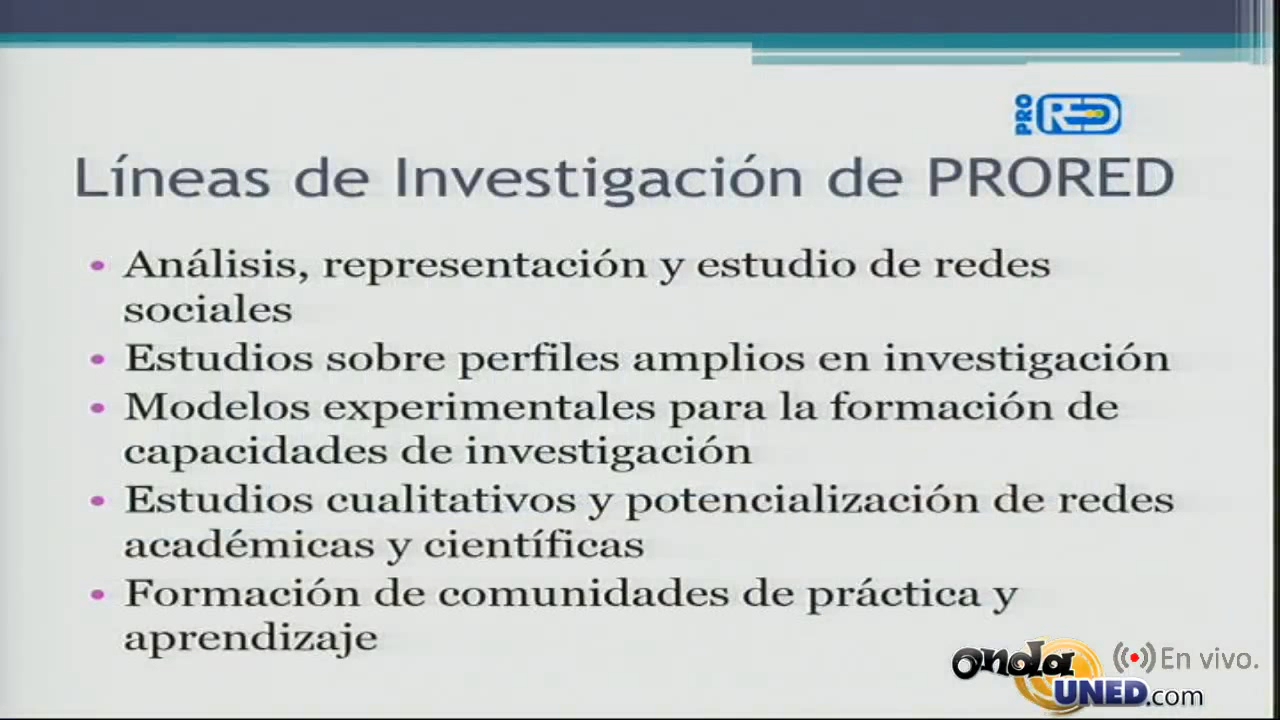 PRO RED
Líneas de Investigación de PRORED
• Análisis, representación y estudio de redes
sociales
• Estudios sobre perfiles amplios en investigación
• Modelos experimentales para la formación de
capacidades de investigación
• Estudios cualitativos y potencialización de redes
académicas y científicas
• Formación de comunidades de práctica y
aprendizaje
onda
UNED.com
En vivo.